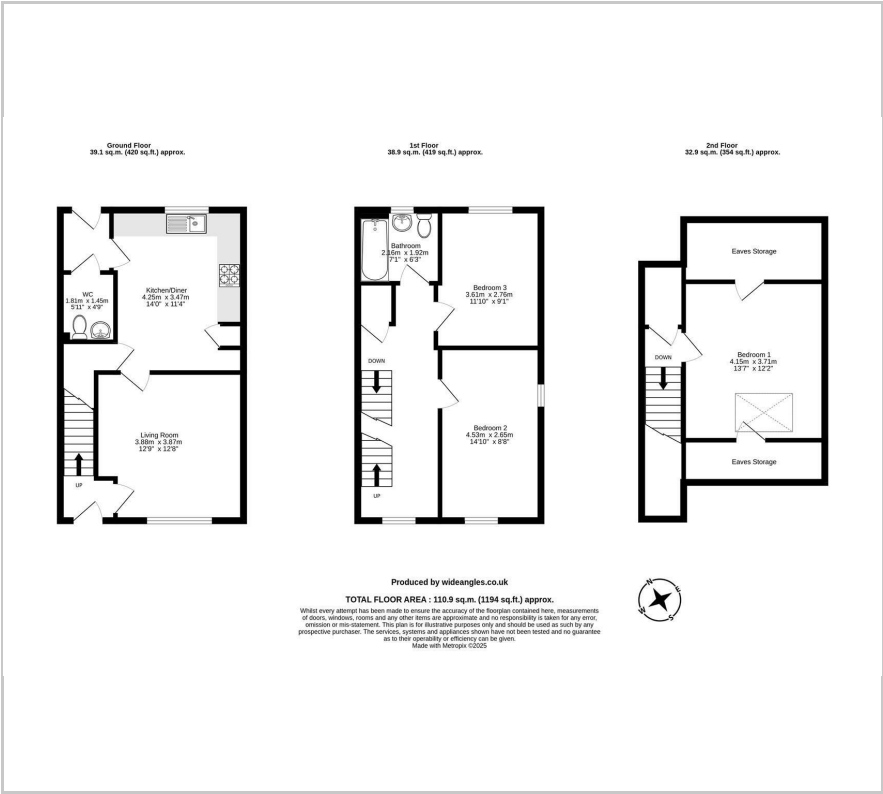 Ground Floor
39.1 sq.m. (420 sq.ft.) approx.
1st Floor
38.9 sq.m. (419 sq.ft.) approx.
2nd Floor
32.9 sq.m. (354 sq.ft.) approx.
WC
1.81m x 1.45m
5'11" x 4'9"
Kitchen/Diner
4.25m x 3.47m
14'0" x 11'4"
Living Room
3.88m x 3.87m
12'9" x 12'8"
UP
Bathroom
2.16m x 1.92m
7'1" x 6'3"
Bedroom 3
3.61m x 2.76m
11'10" x 9'1"
DOWN
Bedroom 2
4.53m x 2.65m
14'10" x 8'8"
UP
Eaves Storage
DOWN
Bedroom 1
4.15m x 3.71m
13'7" x 12'2"
Eaves Storage
N
E
S
W
Produced by wideangles.co.uk
TOTAL FLOOR AREA : 110.9 sq.m. (1194 sq.ft.) approx.
Whilst every attempt has been made to ensure the accuracy of the floorplan contained here, measurements
of doors, windows, rooms and any other items are approximate and no responsibility is taken for any error,
omission or mis-statement. This plan is for illustrative purposes only and should be used as such by any
prospective purchaser. The services, systems and appliances shown have not been tested and no guarantee
as to their operability or efficiency can be given.
Made with Metropix ©2025